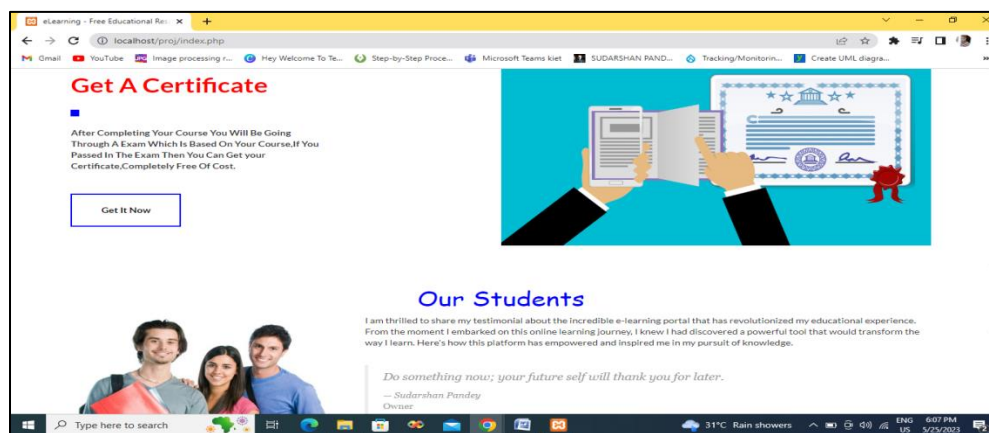 eLearning - Free Educational Res
localhost/proj/index.php
Gmail
YouTube
Image processing r...
Hey Welcome To Te...
Step-by-Step Proce...
Microsoft Teams kiet
SUDARSHAN PAND...
Tracking/Monitorin...
Create UML diagra...
Get A Certificate
After Completing Your Course You Will Be Going
Through A Exam Which Is Based On Your Course,If You
Passed In The Exam Then You Can Get your
Certificate,Completely Free Of Cost.
Get It Now
Our Students
I am thrilled to share my testimonial about the incredible e-learning portal that has revolutionized my educational experience.
From the moment I embarked on this online learning journey, I knew I had discovered a powerful tool that would transform the
way I learn. Here's how this platform has empowered and inspired me in my pursuit of knowledge.
Do something now; your future self will thank you for later.
— Sudarshan Pandey
Owner
Type here to search
31°C Rain showers
ENG
US
6:07 PM
5/25/2023